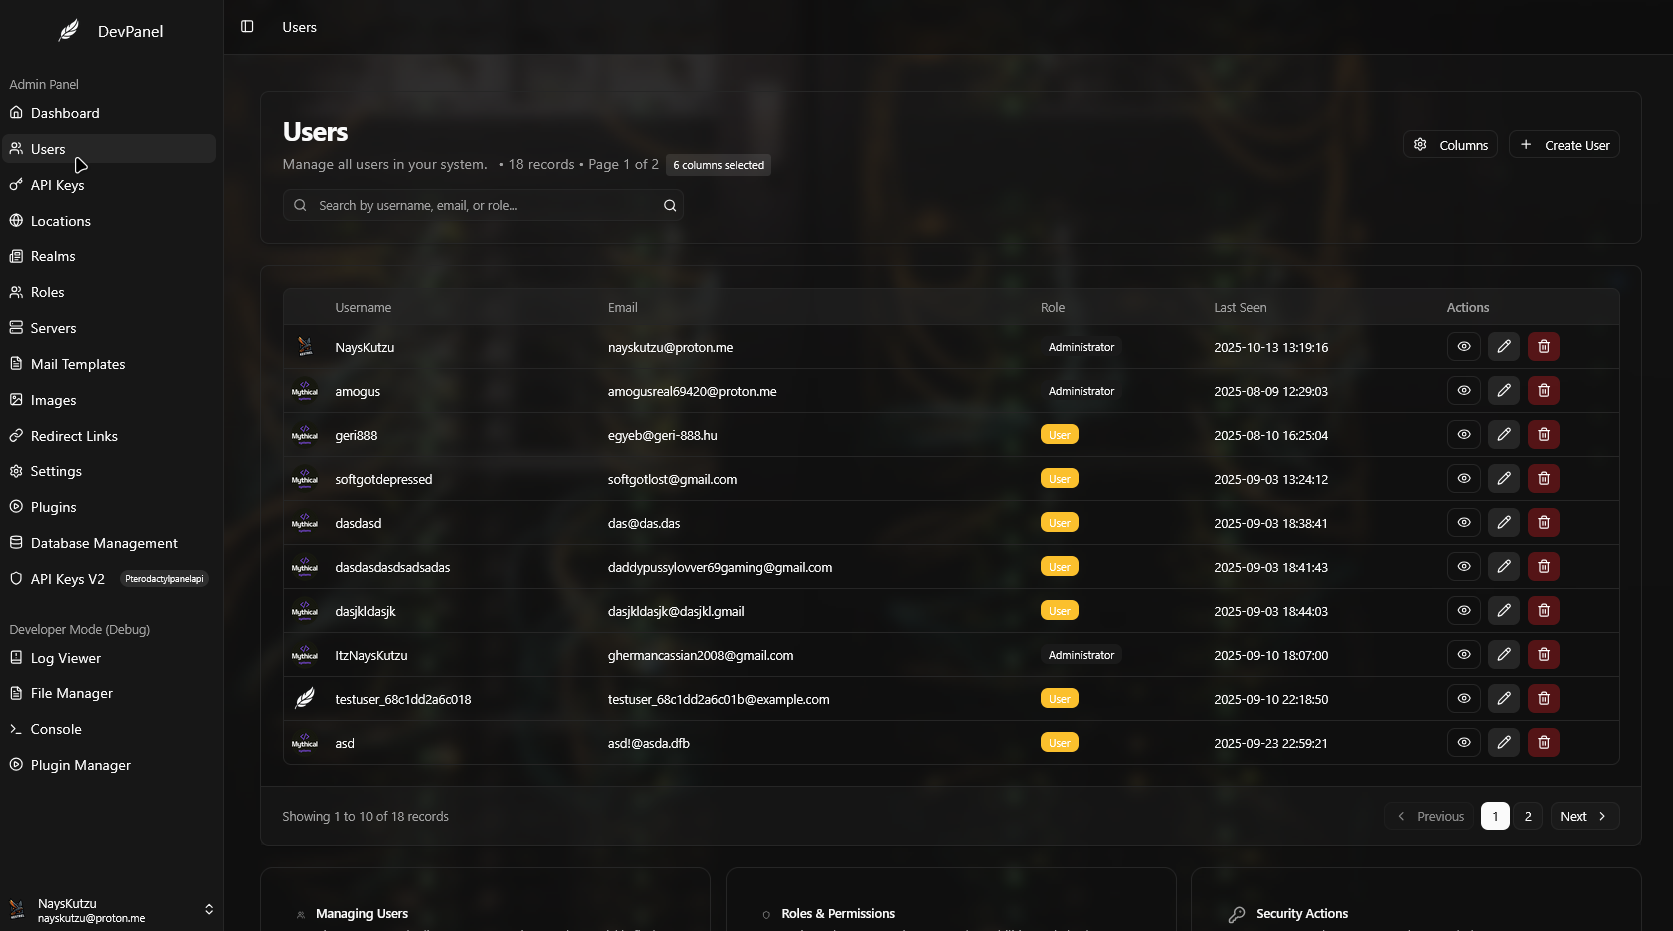 DevPanel
Users
Admin Panel
Dashboard
Users
API Keys
Locations
Realms
Roles
Servers
Mail Templates
Images
Redirect Links
Settings
Plugins
Database Management
API Keys V2 Pterodactylpanelapi
Developer Mode (Debug)
Log Viewer
File Manager
Console
Plugin Manager
NaysKutzu
nayskutzu@proton.me
Users
Manage all users in your system. • 18 records • Page 1 of 2 6 columns selected
Columns Create User
Search by username, email, or role...
Username Email Role Last Seen Actions
NaysKutzu nayskutzu@proton.me Administrator 2025-10-13 13:19:16
Mythical amogus amogusreal69420@proton.me Administrator 2025-08-09 12:29:03
Mythical geri888 egyeb@geri-888.hu User 2025-08-10 16:25:04
Mythical softgotdepressed softgotlost@gmail.com User 2025-09-03 13:24:12
Mythical dasdasd das@das.das User 2025-09-03 18:38:41
Mythical dasdasdasdsadsadas daddypussylovver69gaming@gmail.com User 2025-09-03 18:41:43
Mythical dasjkldasjk dasjkldasjk@dasjkl.gmail User 2025-09-03 18:44:03
Mythical ItzNaysKutzu ghermancassian2008@gmail.com Administrator 2025-09-10 18:07:00
testuser_68c1dd2a6c018 testuser_68c1dd2a6c01b@example.com User 2025-09-10 22:18:50
Mythical asd asd!@asda.dfb User 2025-09-23 22:59:21
Showing 1 to 10 of 18 records
Previous 1 2 Next
Managing Users
Roles & Permissions
Security Actions